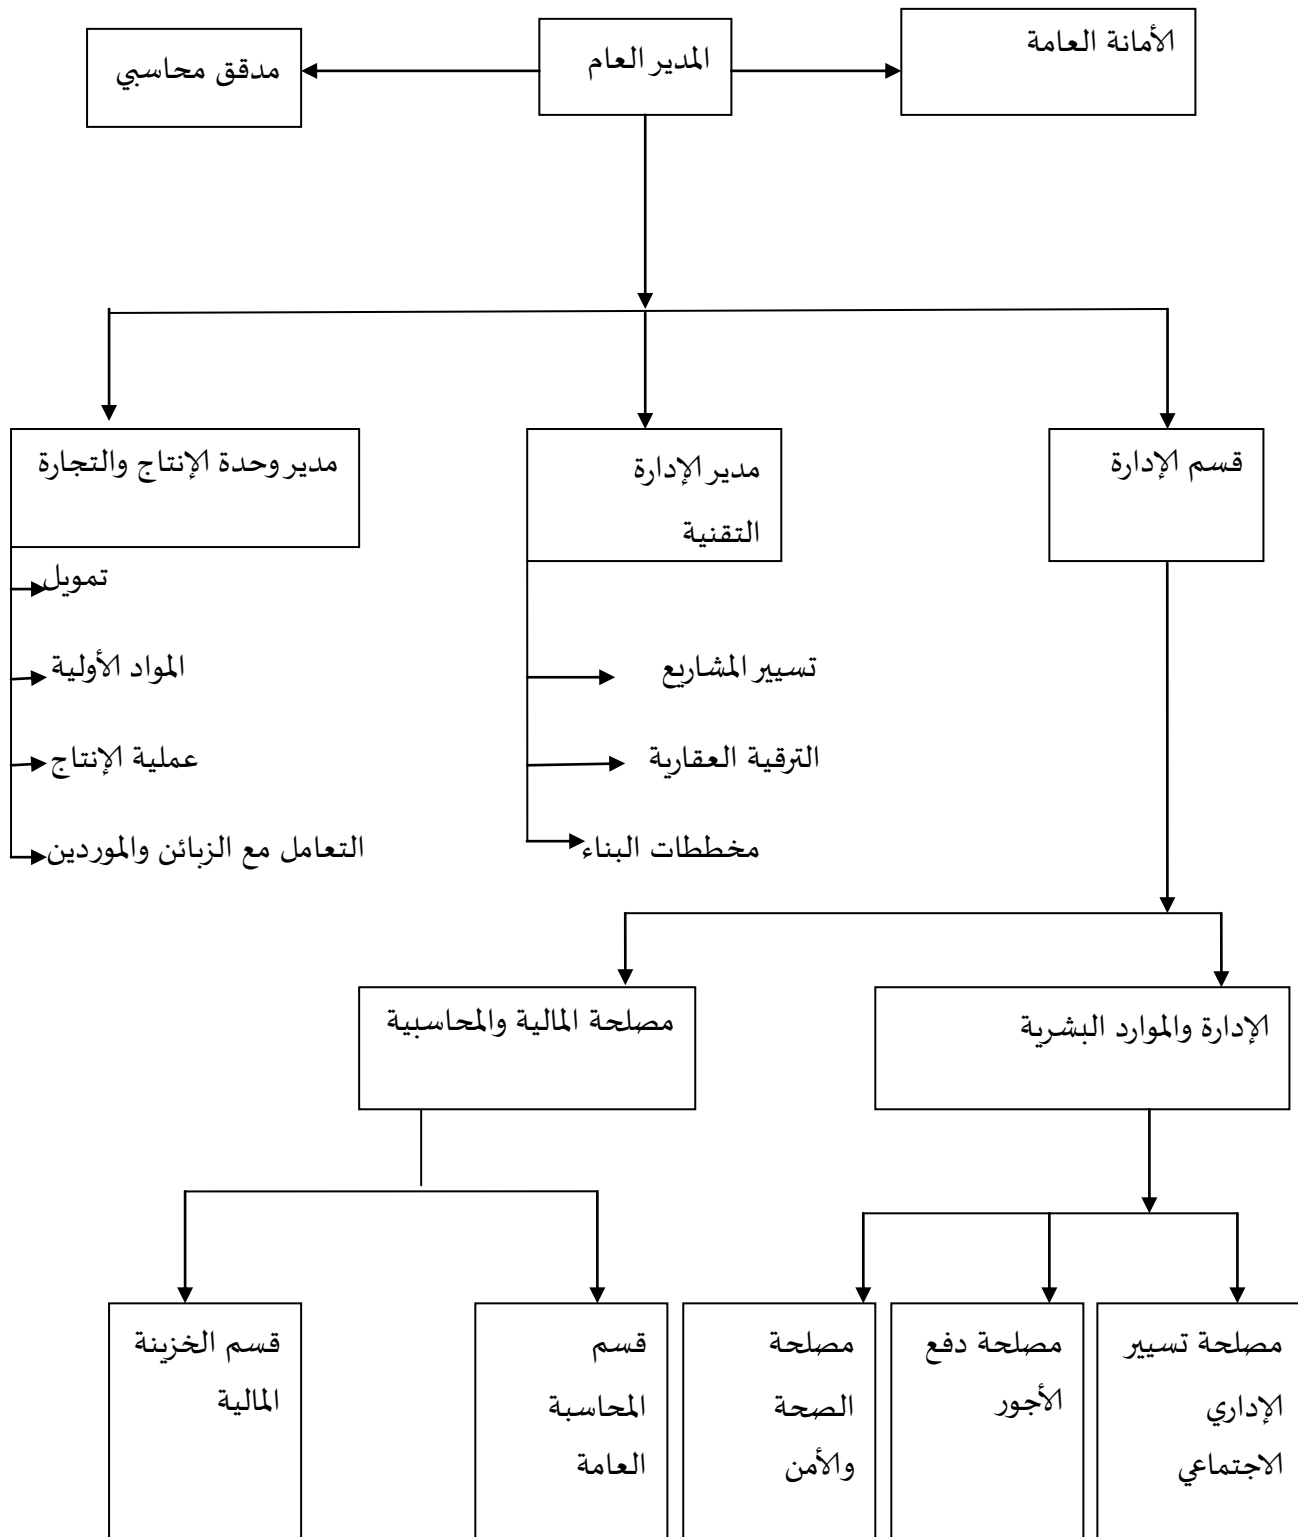 الأمانة العامة
المدير العام
مدقق محاسبي
قسم الإدارة
مدير الإدارة
التقنية
مدير وحدة الإنتاج والتجارة
تسيير المشاريع
الترقية العقارية
مخططات البناء
تمويل
المواد الأولية
عملية الإنتاج
التعامل مع الزبائن والموردين
الإدارة والموارد البشرية
مصلحة المالية والمحاسبية
مصلحة تسيير
الإداري
الاجتماعي
مصلحة دفع
الأجور
مصلحة
الصحة
والأمن
قسم
المحاسبة
العامة
قسم الخزينة
المالية